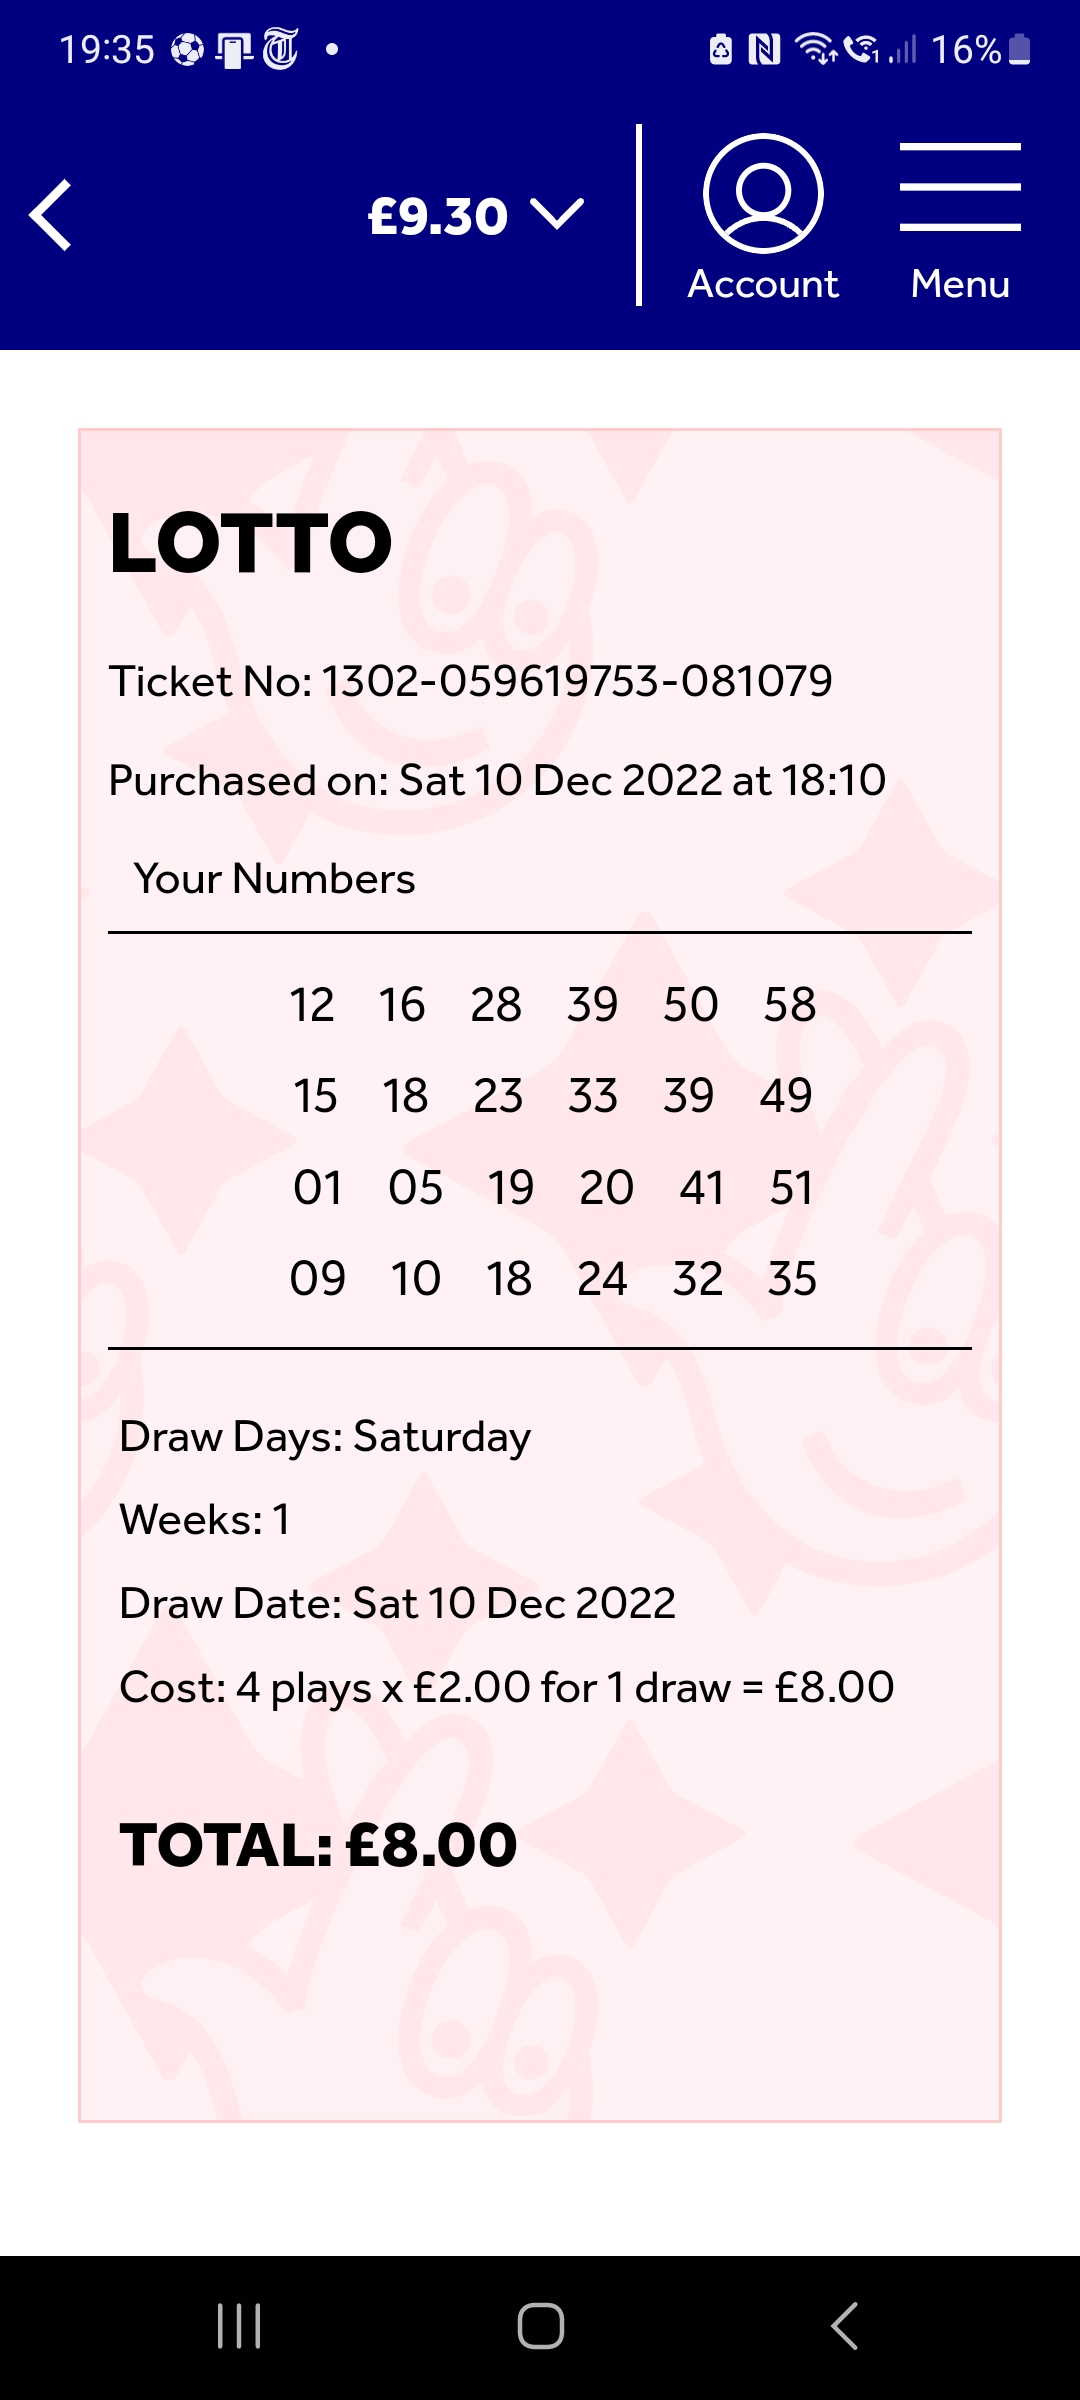 19:35 16%
£9.30
Account Menu
LOTTO
Ticket No: 1302-059619753-081079
Purchased on: Sat 10 Dec 2022 at 18:10
Your Numbers
12 16 28 39 50 58
15 18 23 33 39 49
01 05 19 20 41 51
09 10 18 24 32 35
Draw Days: Saturday
Weeks: 1
Draw Date: Sat 10 Dec 2022
Cost: 4 plays x £2.00 for 1 draw = £8.00
TOTAL: £8.00